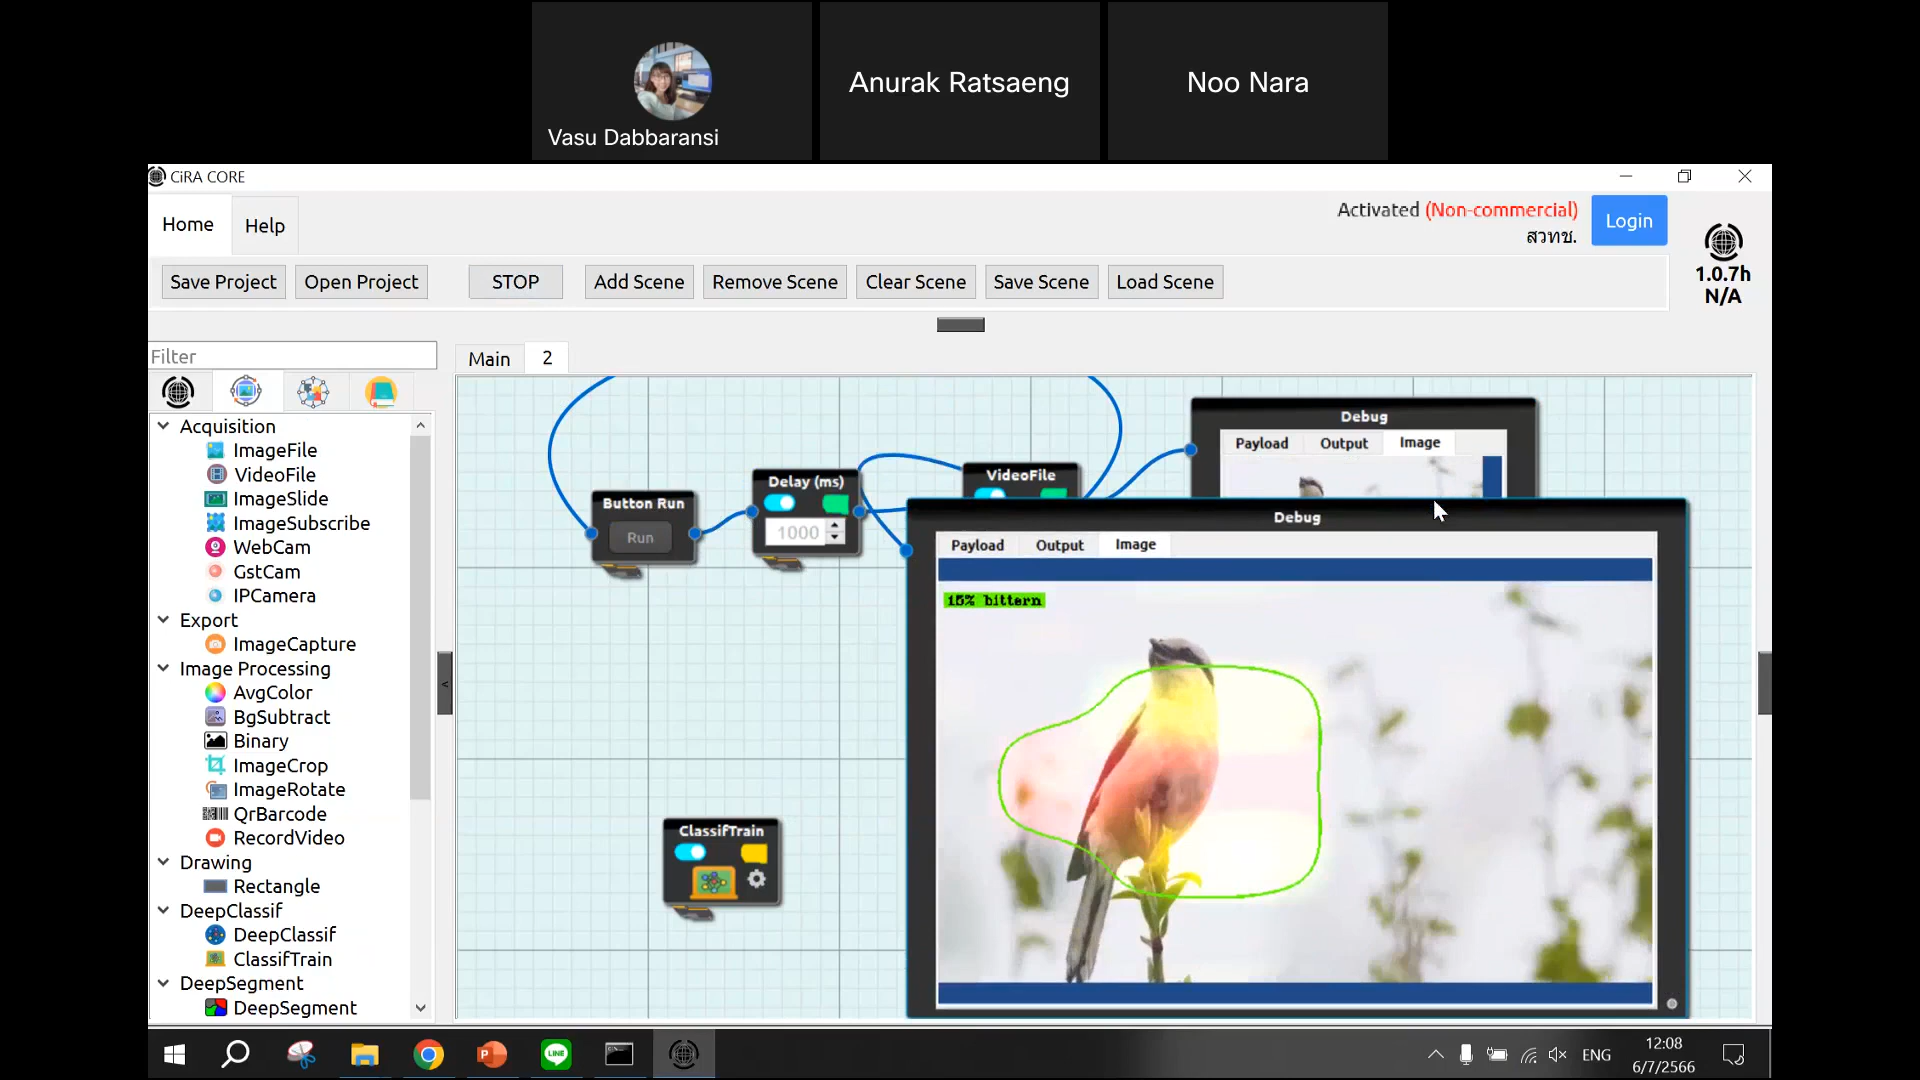 Vasu Dabbaransi
Anurak Ratsaeng
Noo Nara
CiRA CORE
Home
Help
Activated (Non-commercial)
สวทช.
Login
1.0.7h
N/A
Save Project
Open Project
STOP
Add Scene
Remove Scene
Clear Scene
Save Scene
Load Scene
Filter
Main
2
Acquisition
ImageFile
VideoFile
ImageSlide
ImageSubscribe
WebCam
GstCam
IPCamera
Export
ImageCapture
Image Processing
AvgColor
BgSubtract
Binary
ImageCrop
ImageRotate
QrBarcode
RecordVideo
Drawing
Rectangle
DeepClassif
DeepClassif
ClassifTrain
DeepSegment
DeepSegment
Button Run
Run
Delay (ms)
1000
VideoFile
Debug
Payload
Output
Image
Debug
Payload
Output
Image
15% bittern
ClassifTrain
<
P
LINE
ENG
12:08
6/7/2566